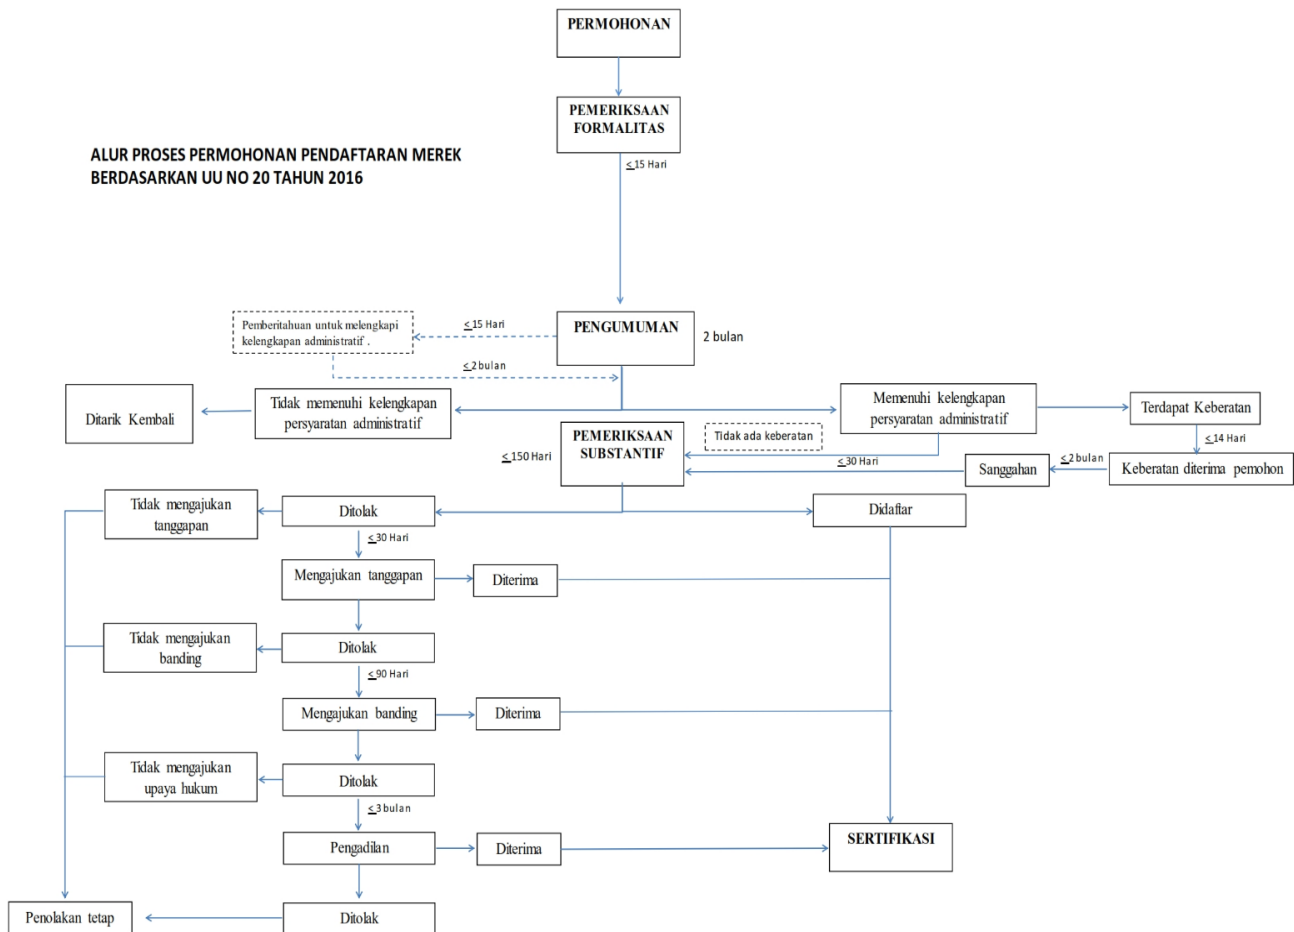 PERMOHONAN
PEMERIKSAAN
FORMALITAS
ALUR PROSES PERMOHONAN PENDAFTARAN MEREK
BERDASARKAN UU NO 20 TAHUN 2016
≤15 Hari
Pemberitahuan untuk melengkapi
kelengkapan administratif .
≤15 Hari
PENGUMUMAN
2 bulan
≤2 bulan
Ditarik Kembali
Tidak memenuhi kelengkapan
persyaratan administratif
Memenuhi kelengkapan
persyaratan administratif
Terdapat Keberatan
PEMERIKSAAN
SUBSTANTIF
Tidak ada keberatan
≤14 Hari
≤150 Hari
≤30 Hari
Sanggahan
≤2 bulan
Keberatan diterima pemohon
Tidak mengajukan
tanggapan
Ditolak
Didaftar
≤30 Hari
Mengajukan tanggapan
Diterima
Tidak mengajukan
banding
Ditolak
≤90 Hari
Mengajukan banding
Diterima
Tidak mengajukan
upaya hukum
Ditolak
≤3 bulan
Pengadilan
Diterima
SERTIFIKASI
Penolakan tetap
Ditolak